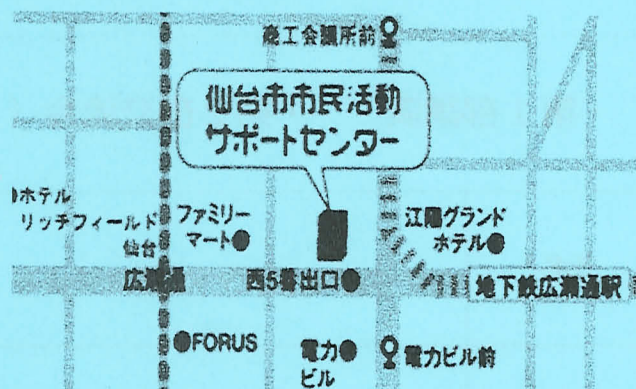 商工会議所前
仙台市市民活動
サポートセンター
ホテル
リッチフィールド
仙台
ファミリー
マート
江陽グランド
ホテル
広瀬通
西5番出口
地下鉄広瀬通駅
FORUS
電力
ビル
電力ビル前